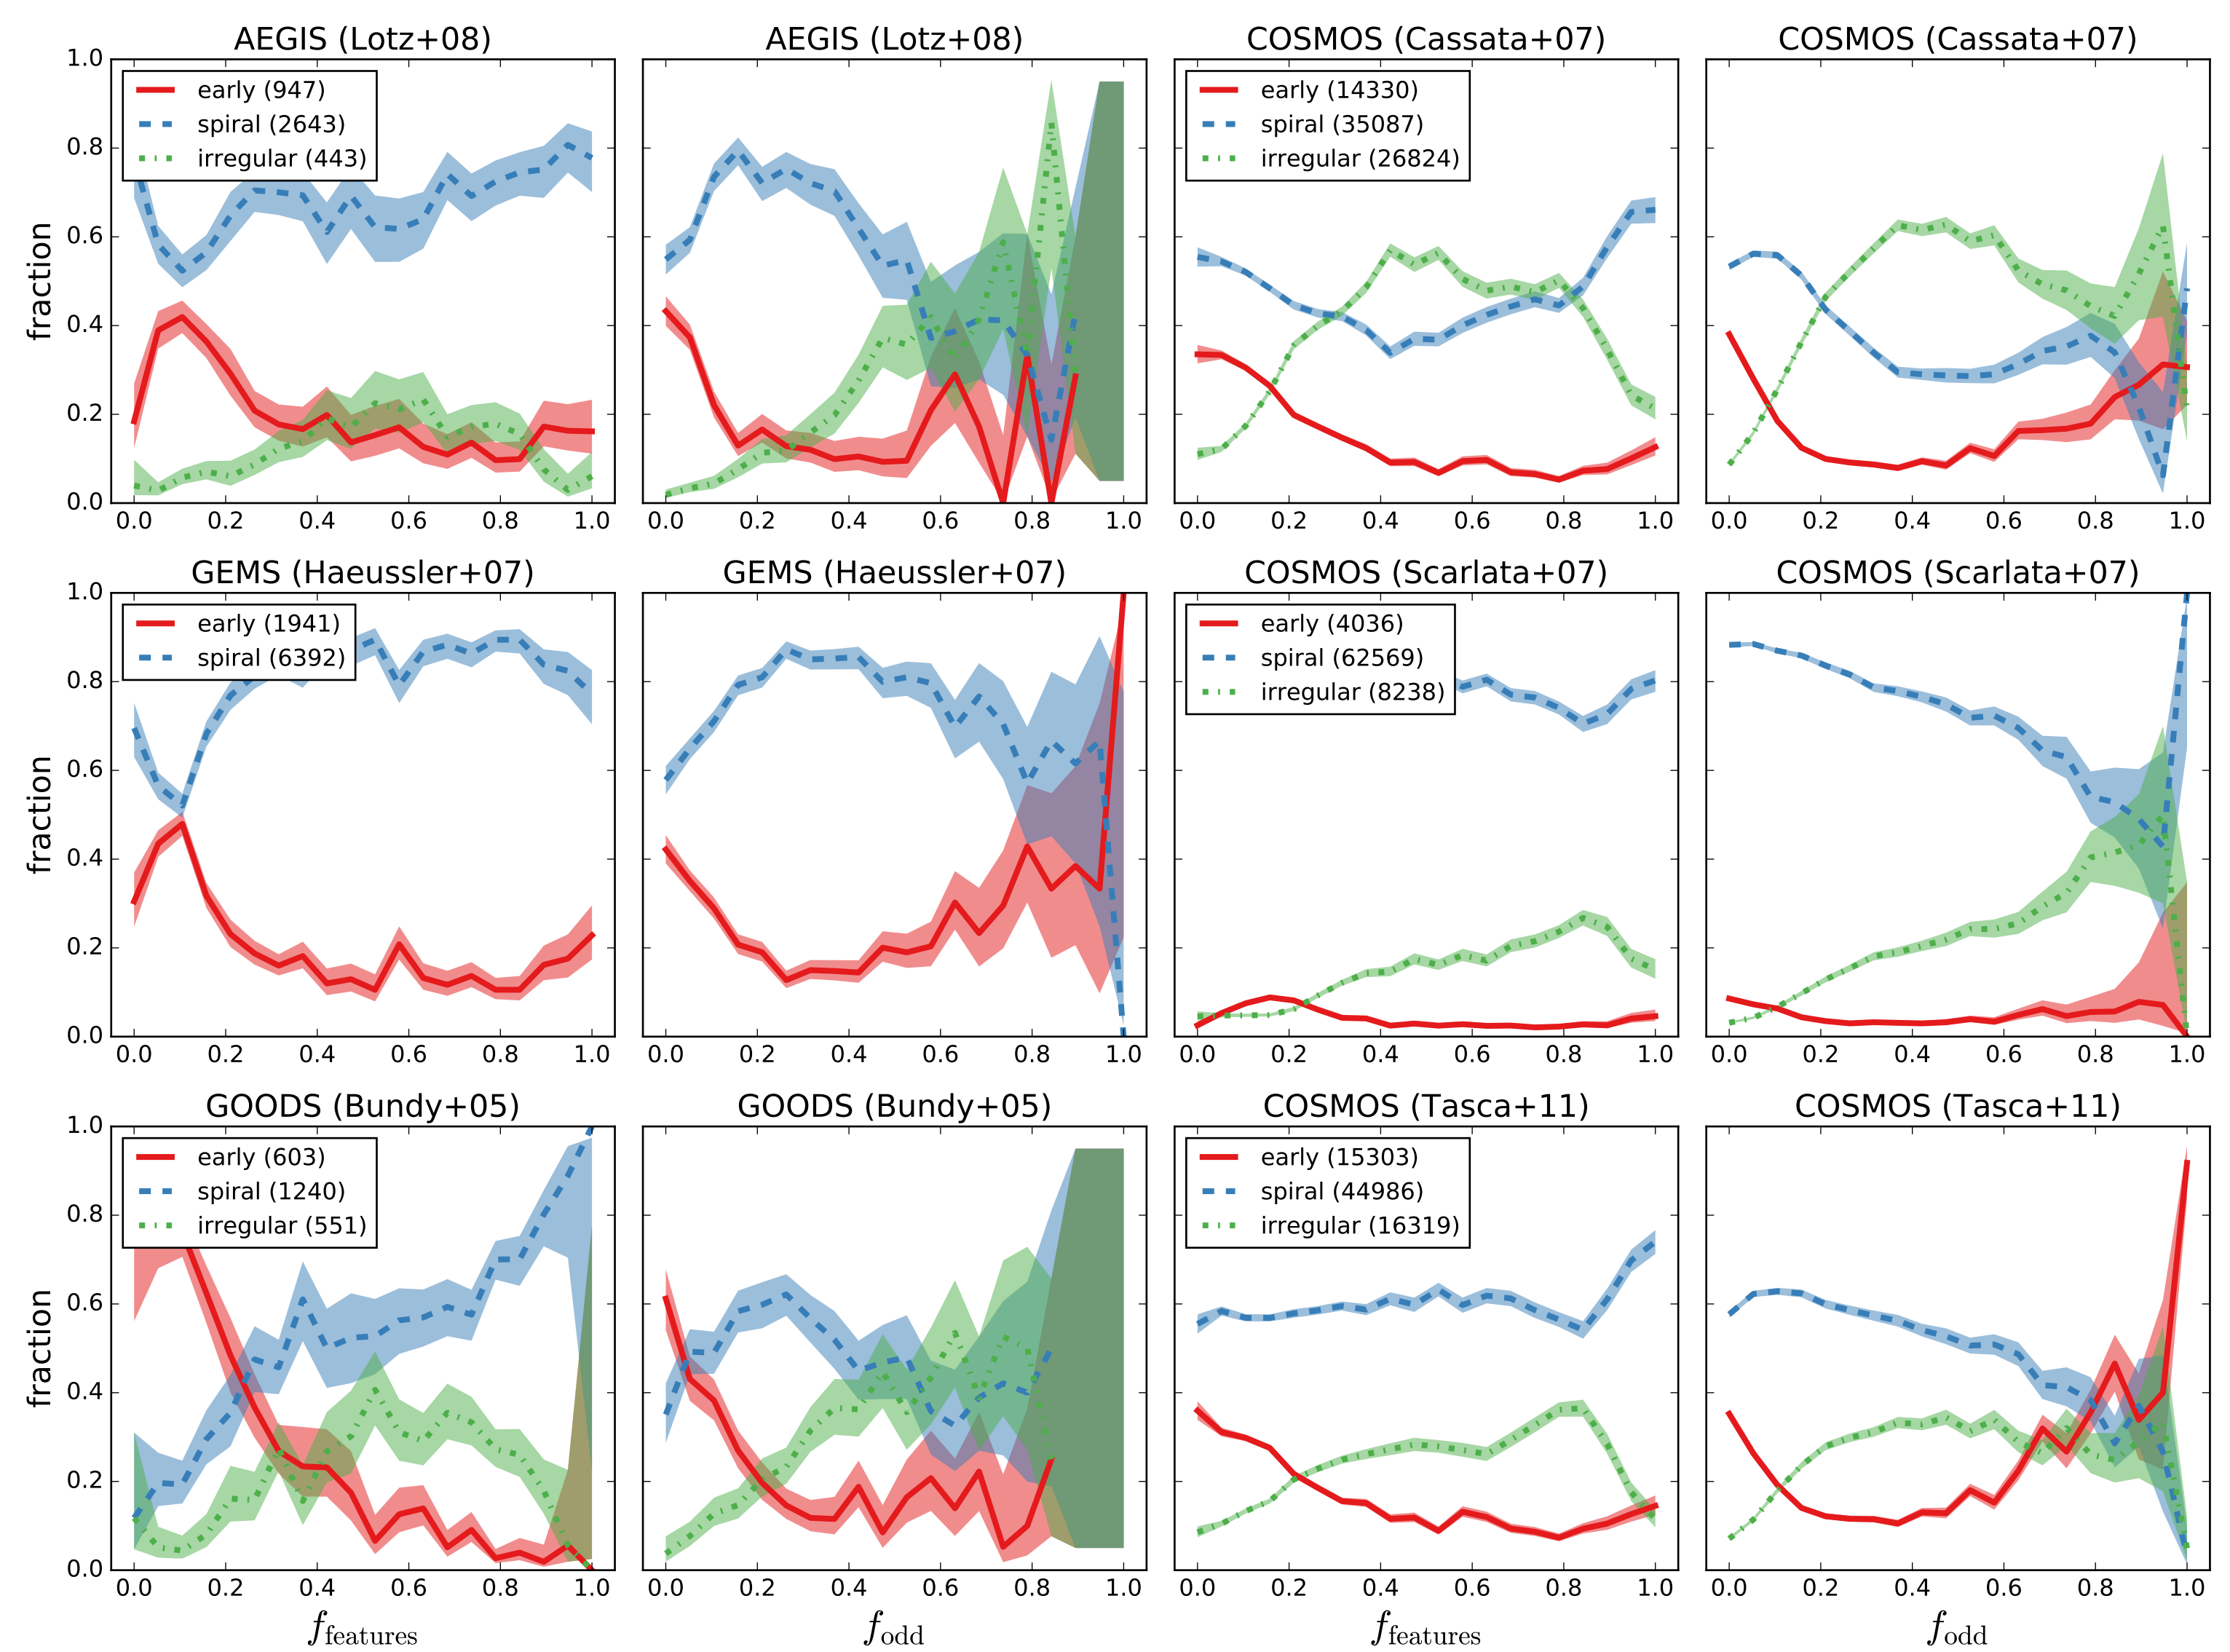 AEGIS (Lotz+08) AEGIS (Lotz+08) COSMOS (Cassata+07) COSMOS (Cassata+07)
1.0
0.8
0.6
0.4
0.2
0.0
fraction
early (947)
spiral (2643)
irregular (443)
early (14330)
spiral (35087)
irregular (26824)
0.0 0.2 0.4 0.6 0.8 1.0 0.0 0.2 0.4 0.6 0.8 1.0 0.0 0.2 0.4 0.6 0.8 1.0 0.0 0.2 0.4 0.6 0.8 1.0
GEMS (Haeussler+07) GEMS (Haeussler+07) COSMOS (Scarlata+07) COSMOS (Scarlata+07)
1.0
0.8
0.6
0.4
0.2
0.0
fraction
early (1941)
spiral (6392)
early (4036)
spiral (62569)
irregular (8238)
0.0 0.2 0.4 0.6 0.8 1.0 0.0 0.2 0.4 0.6 0.8 1.0 0.0 0.2 0.4 0.6 0.8 1.0 0.0 0.2 0.4 0.6 0.8 1.0
GOODS (Bundy+05) GOODS (Bundy+05) COSMOS (Tasca+11) COSMOS (Tasca+11)
1.0
0.8
0.6
0.4
0.2
0.0
fraction
early (603)
spiral (1240)
irregular (551)
early (15303)
spiral (44986)
irregular (16319)
0.0 0.2 0.4 0.6 0.8 1.0 0.0 0.2 0.4 0.6 0.8 1.0 0.0 0.2 0.4 0.6 0.8 1.0 0.0 0.2 0.4 0.6 0.8 1.0
f features f odd f features f odd